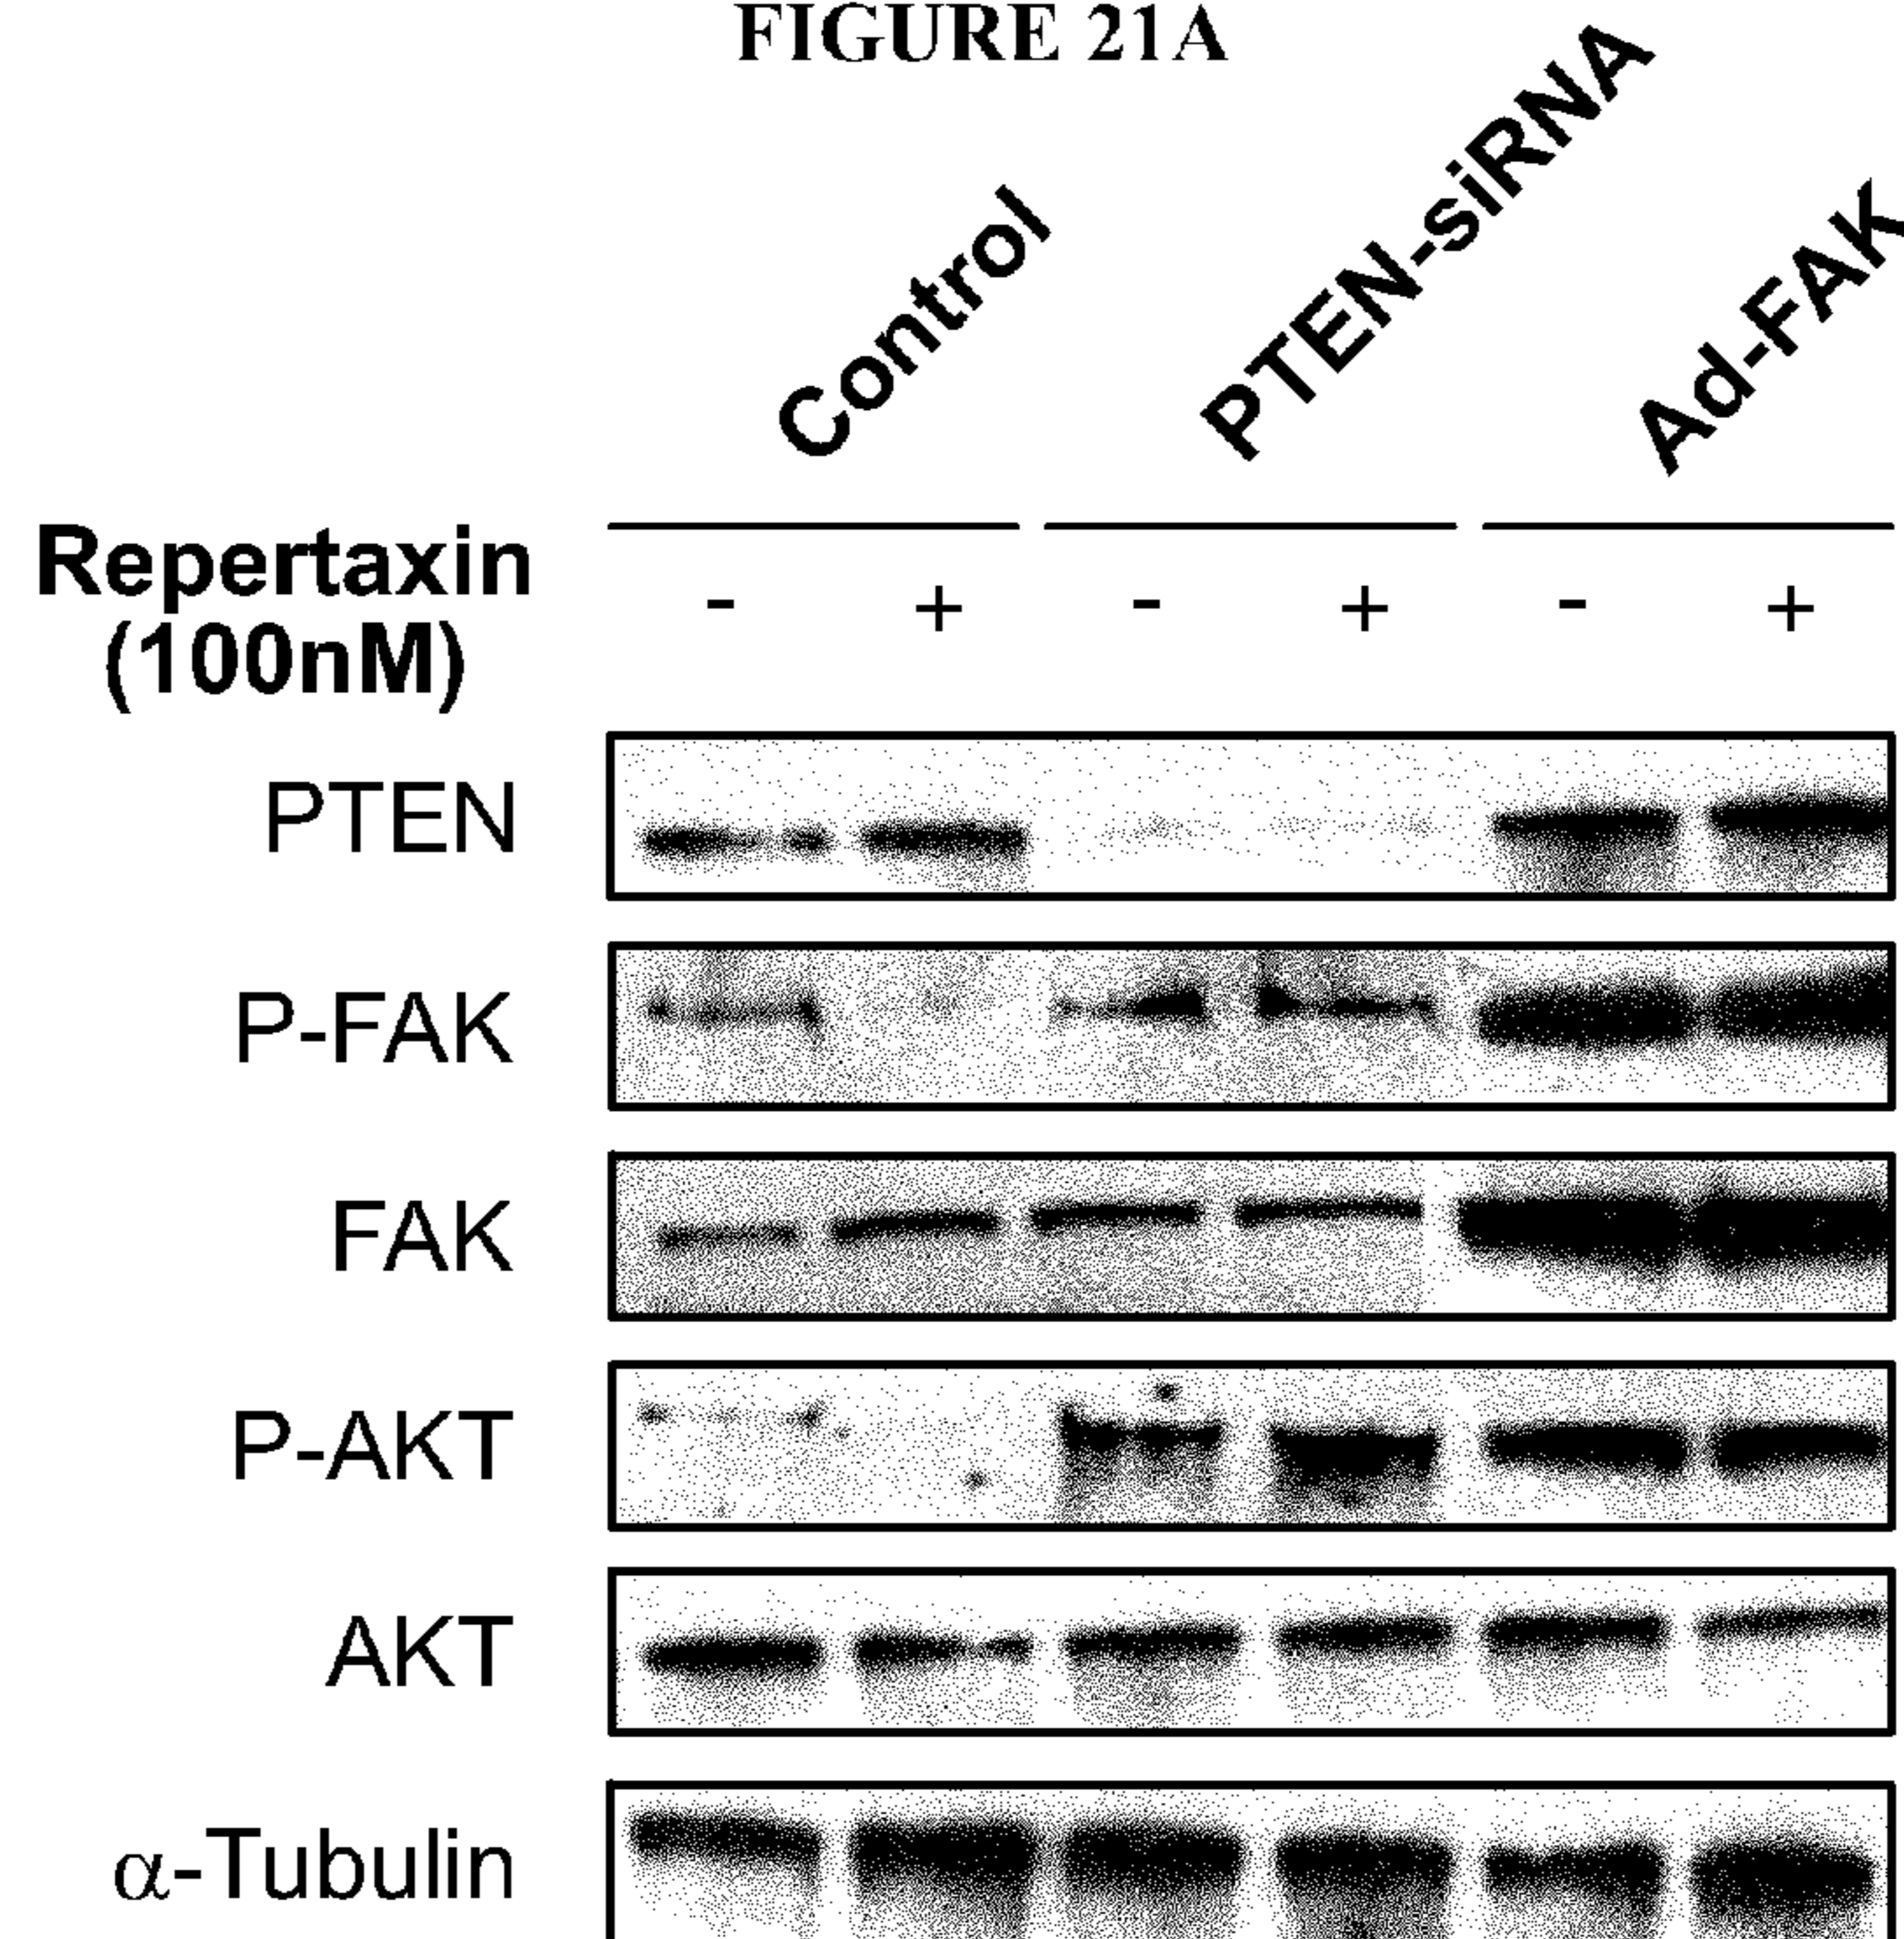 FIGURE 21A
Control
PTEN-siRNA
Ad-FAK
Repertaxin
(100nM)
- + - + - +
PTEN
P-FAK
FAK
P-AKT
AKT
α-Tubulin